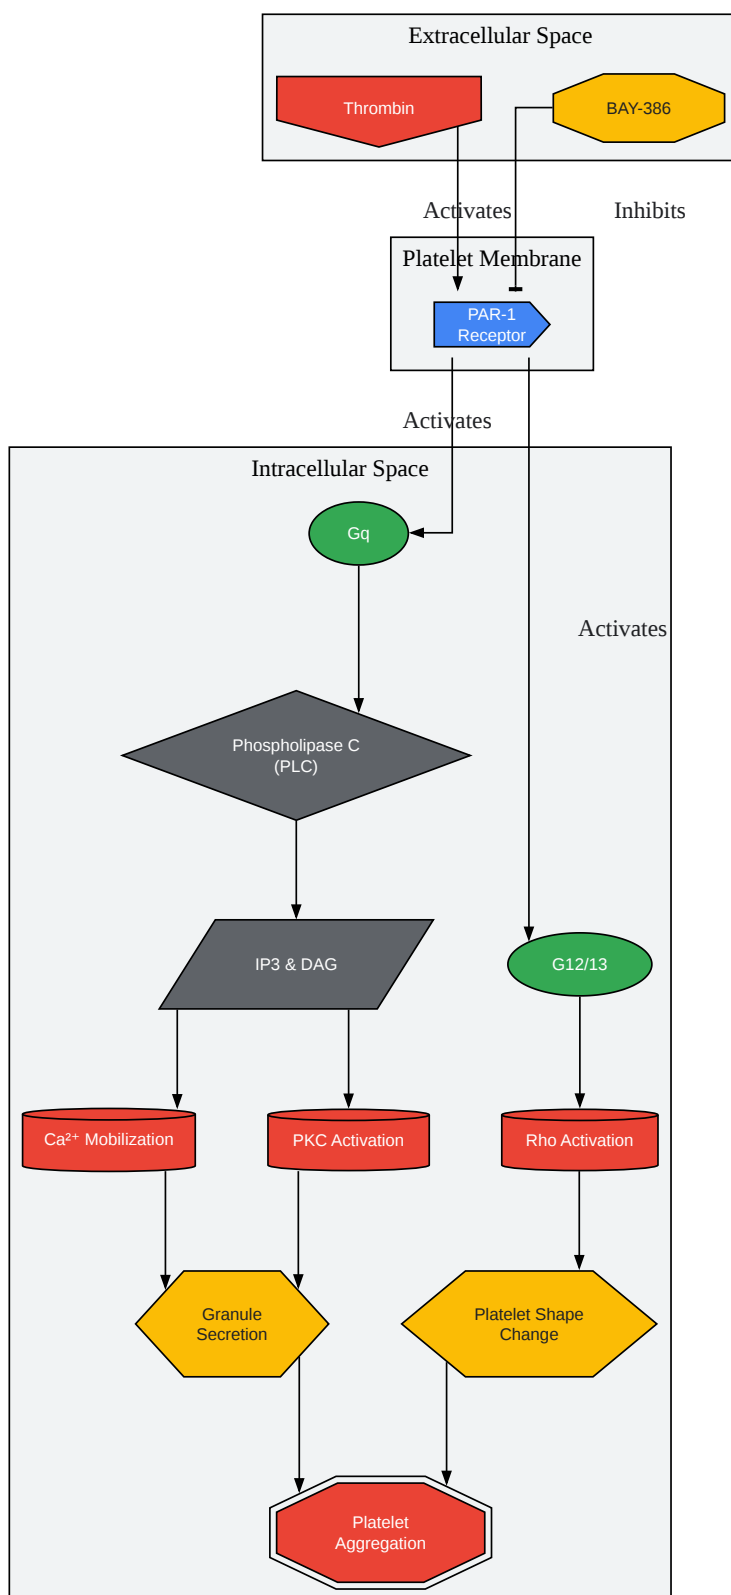 Extracellular Space
Thrombin
BAY-386
Activates
Inhibits
Platelet Membrane
PAR-1
Receptor
Activates
Intracellular Space
Gq
Activates
Phospholipase C
(PLC)
IP3 & DAG
G12/13
Ca²⁺ Mobilization
PKC Activation
Rho Activation
Granule
Secretion
Platelet Shape
Change
Platelet
Aggregation